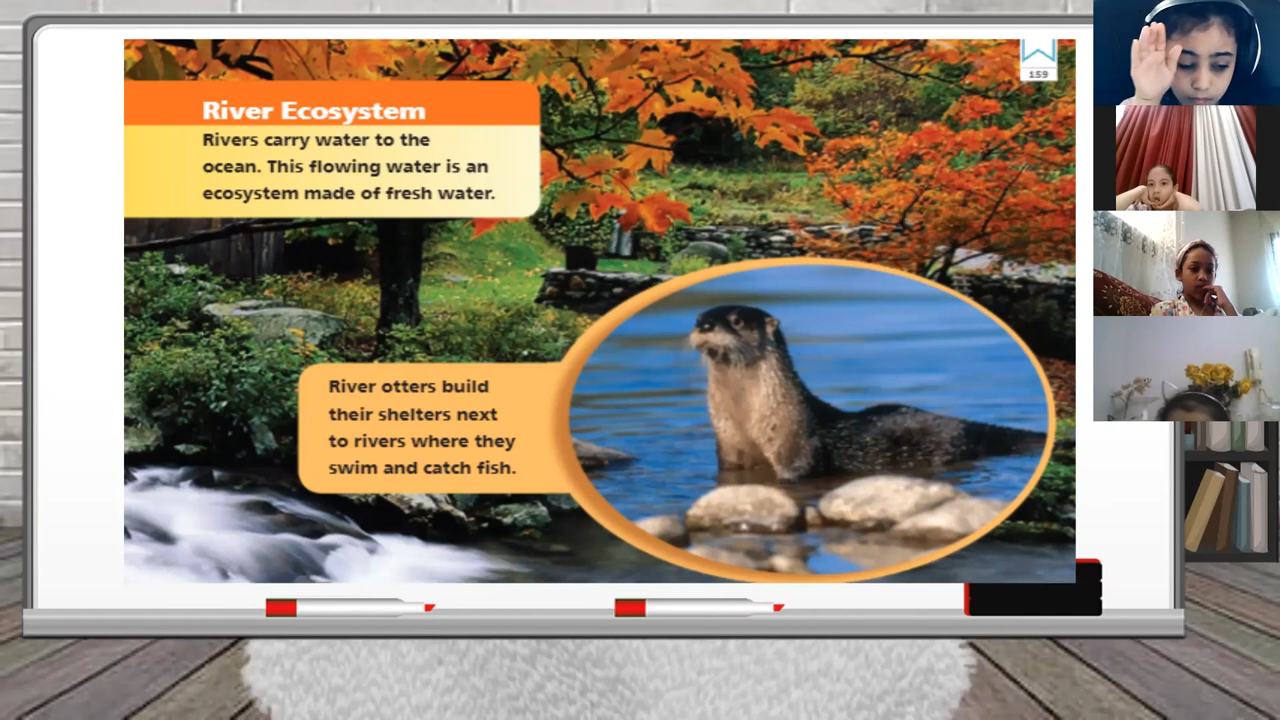 159
River Ecosystem
Rivers carry water to the
ocean. This flowing water is an
ecosystem made of fresh water.
River otters build
their shelters next
to rivers where they
swim and catch fish.